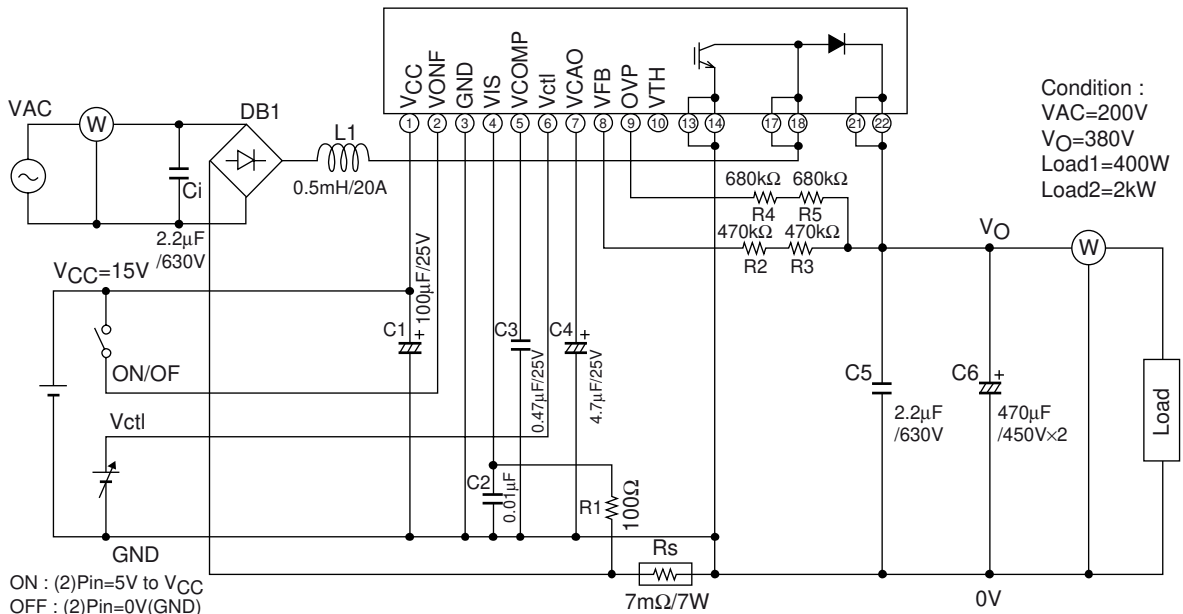 VCC
VONF
GND
VIS
VCOMP
Vctl
VCAO
VFB
OVP
VTH
1
2
3
4
5
6
7
8
9
10
13
14
17
18
21
22
Condition :
VAC=200V
VO=380V
Load1=400W
Load2=2kW
VAC
W
DB1
L1
0.5mH/20A
Ci
2.2μF
/630V
680kΩ
680kΩ
R4
R5
470kΩ
470kΩ
R2
R3
VO
W
VCC=15V
ON/OF
Vctl
C1
+
100μF/25V
C3
0.47μF/25V
C4
+
4.7μF/25V
C2
0.01μF
R1
100Ω
C5
2.2μF
/630V
C6
+
470μF
/450V×2
Load
GND
Rs
7mΩ/7W
0V
ON : (2)Pin=5V to VCC
OFF : (2)Pin=0V(GND)